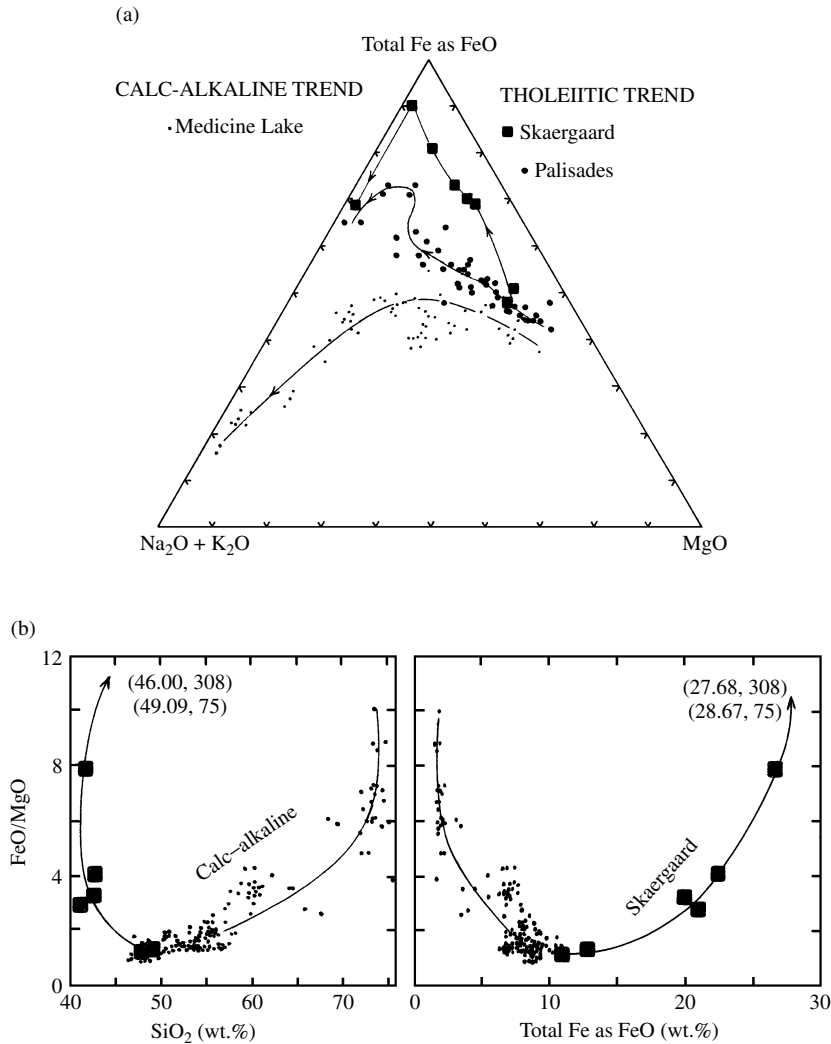 (a)
Total Fe as FeO
CALC-ALKALINE TREND
· Medicine Lake
THOLEIITIC TREND
■ Skaergaard
• Palisades
Na₂O + K₂O
MgO
(b)
12
8
4
0
FeO/MgO
(46.00, 308)
(49.09, 75)
Calc–alkaline
40
50
60
70
SiO₂ (wt.%)
(27.68, 308)
(28.67, 75)
Skaergaard
0
10
20
30
Total Fe as FeO (wt.%)